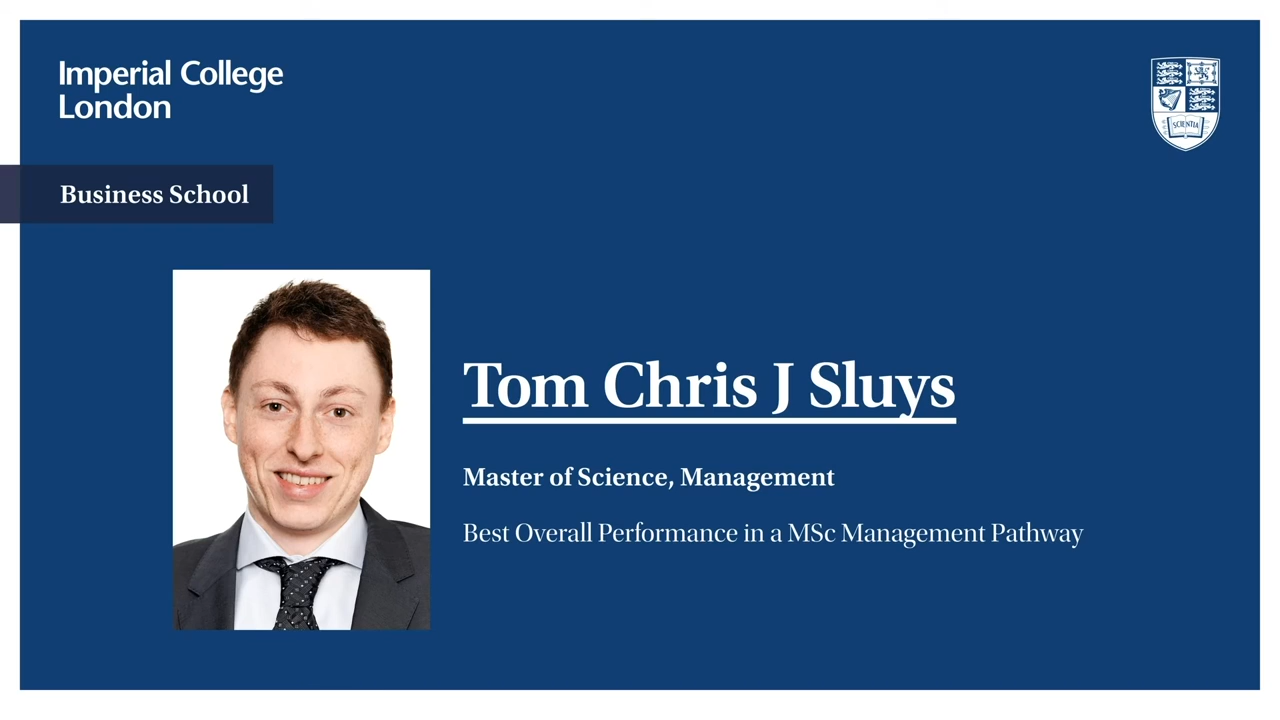 Imperial College
London
SCIENTIA
Business School
Tom Chris J Sluys
Master of Science, Management
Best Overall Performance in a MSc Management Pathway